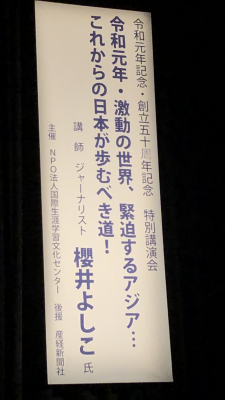 令和元年記念・創立五十周年記念　特別講演会
令和元年・激動の世界、緊迫するアジア…
これからの日本が歩むべき道！
講師　ジャーナリスト　櫻井よしこ　氏
主催　NPO法人国際生涯学習文化センター　後援　産経新聞社